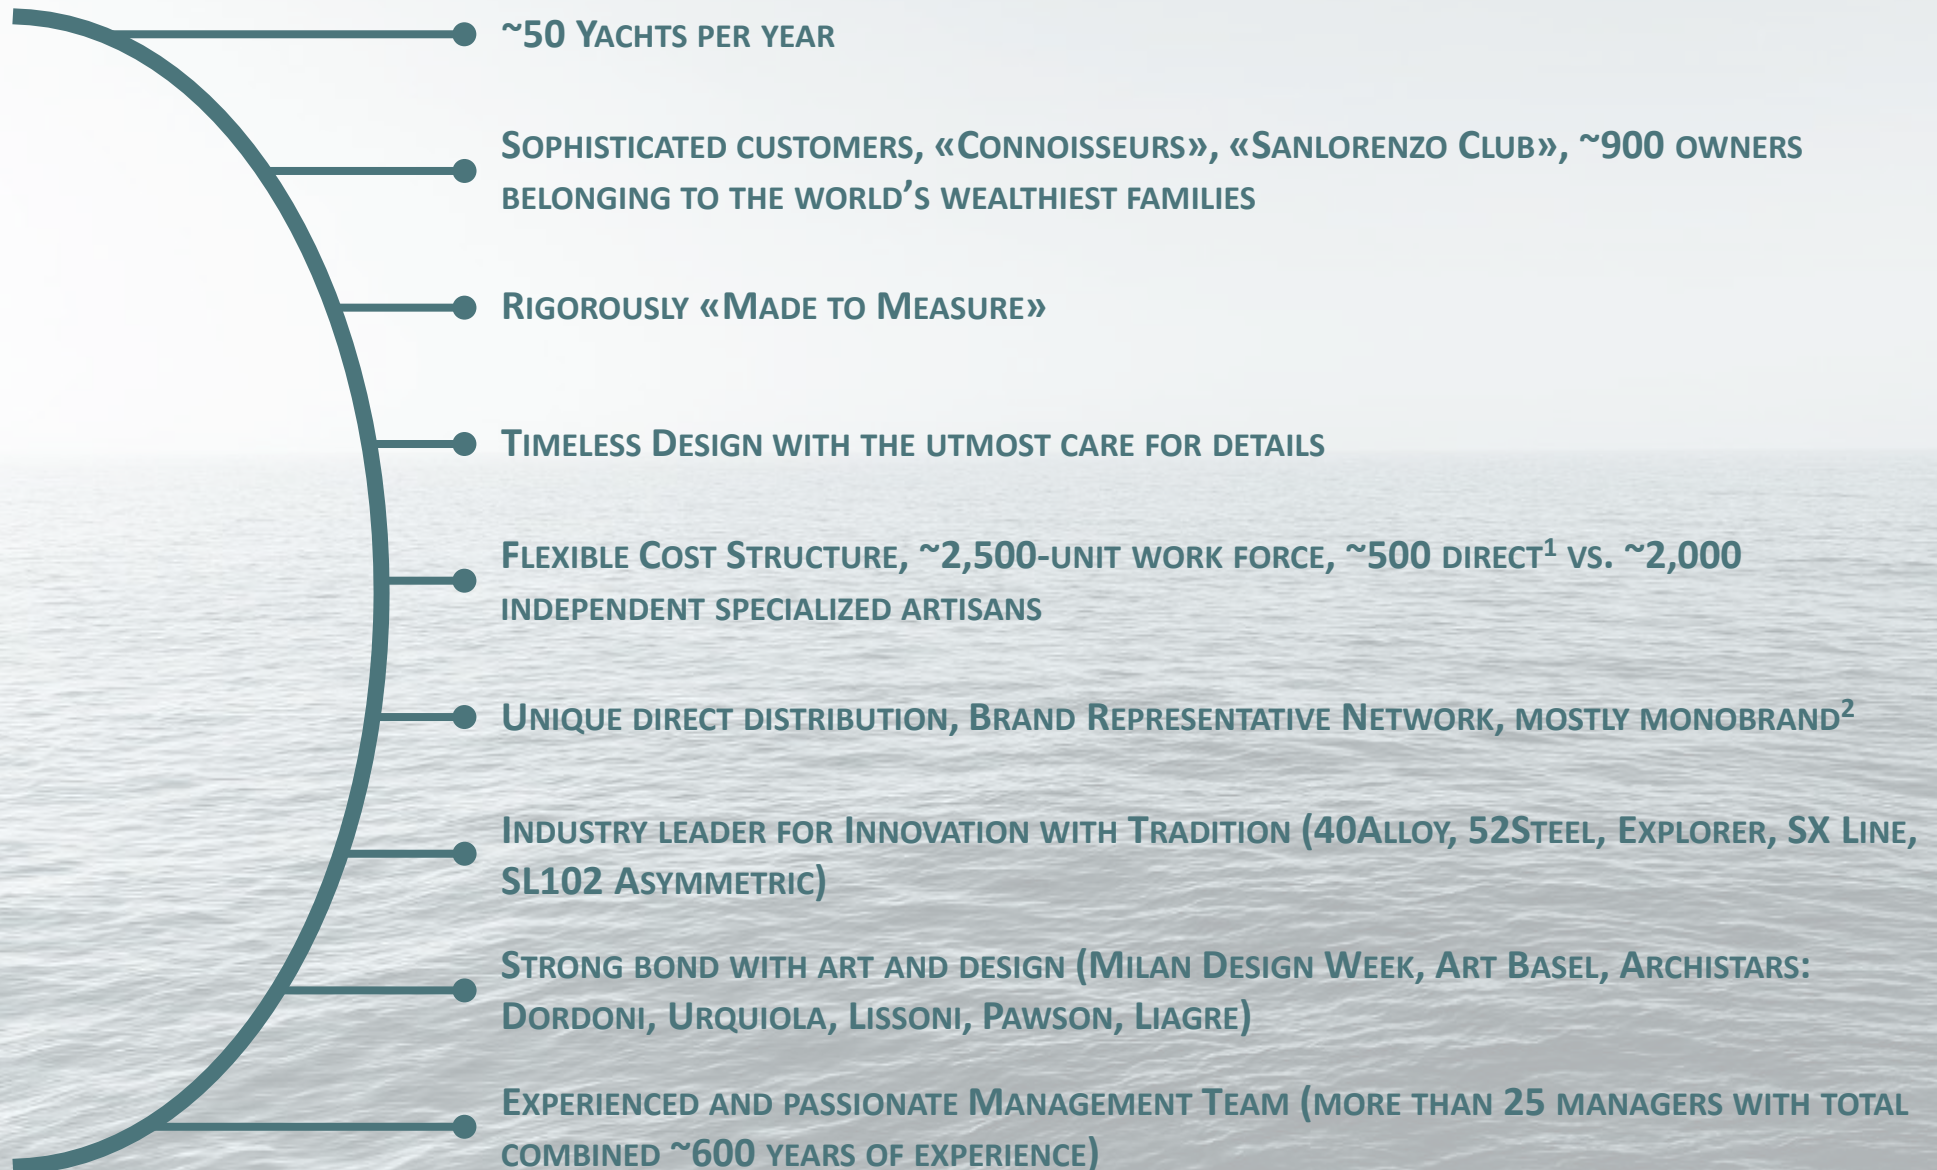 ~50 Yachts per year
Sophisticated customers, «Connoisseurs», «Sanlorenzo Club», ~900 owners
belonging to the world's wealthiest families
Rigorously «Made to Measure»
Timeless Design with the utmost care for details
Flexible Cost Structure, ~2,500-unit work force, ~500 direct¹ vs. ~2,000
independent specialized artisans
Unique direct distribution, Brand Representative Network, mostly monobrand²
Industry leader for Innovation with Tradition (40Alloy, 52Steel, Explorer, SX Line,
SL102 Asymmetric)
Strong bond with art and design (Milan Design Week, Art Basel, Archistars:
Dordoni, Urquiola, Lissoni, Pawson, Liagre)
Experienced and passionate Management Team (more than 25 managers with total
combined ~600 years of experience)